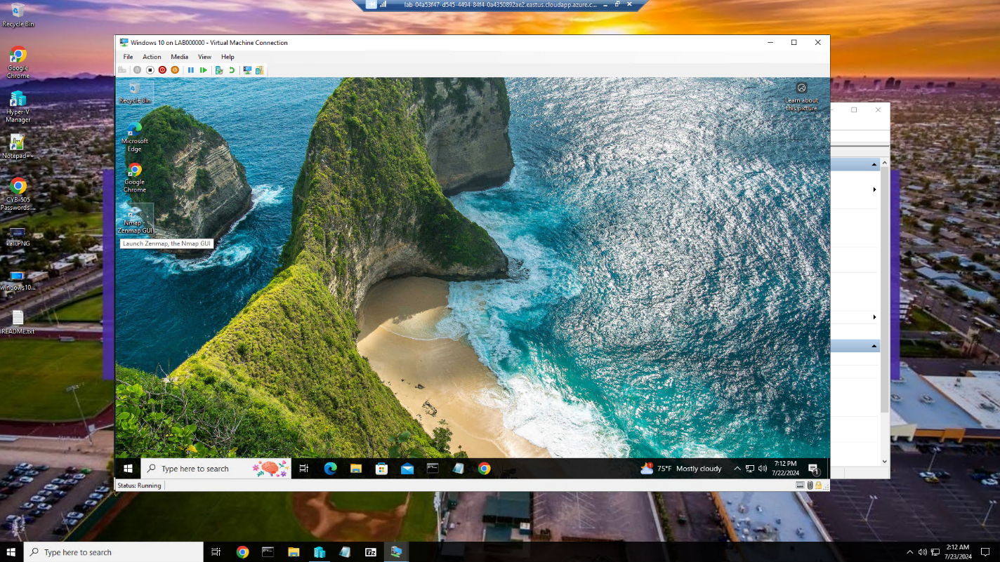 lab-04a53f47-d545-4494-84f4-0a4350892ae2.eastus.cloudapp.azure.c...
Recycle Bin
Google
Chrome
Hyper-V
Manager
Notepad++
CYB-505
Passwords....
kali.PNG
windows10...
!README.txt
Windows 10 on LAB000000 - Virtual Machine Connection
File Action Media View Help
Recycle Bin
Learn about
this picture
Microsoft
Edge
Google
Chrome
Nmap -
Zenmap GUI
Launch Zenmap, the Nmap GUI
Type here to search
1
75°F Mostly cloudy
7:12 PM
7/22/2024
1
Status: Running
Type here to search
7z
2:12 AM
7/23/2024